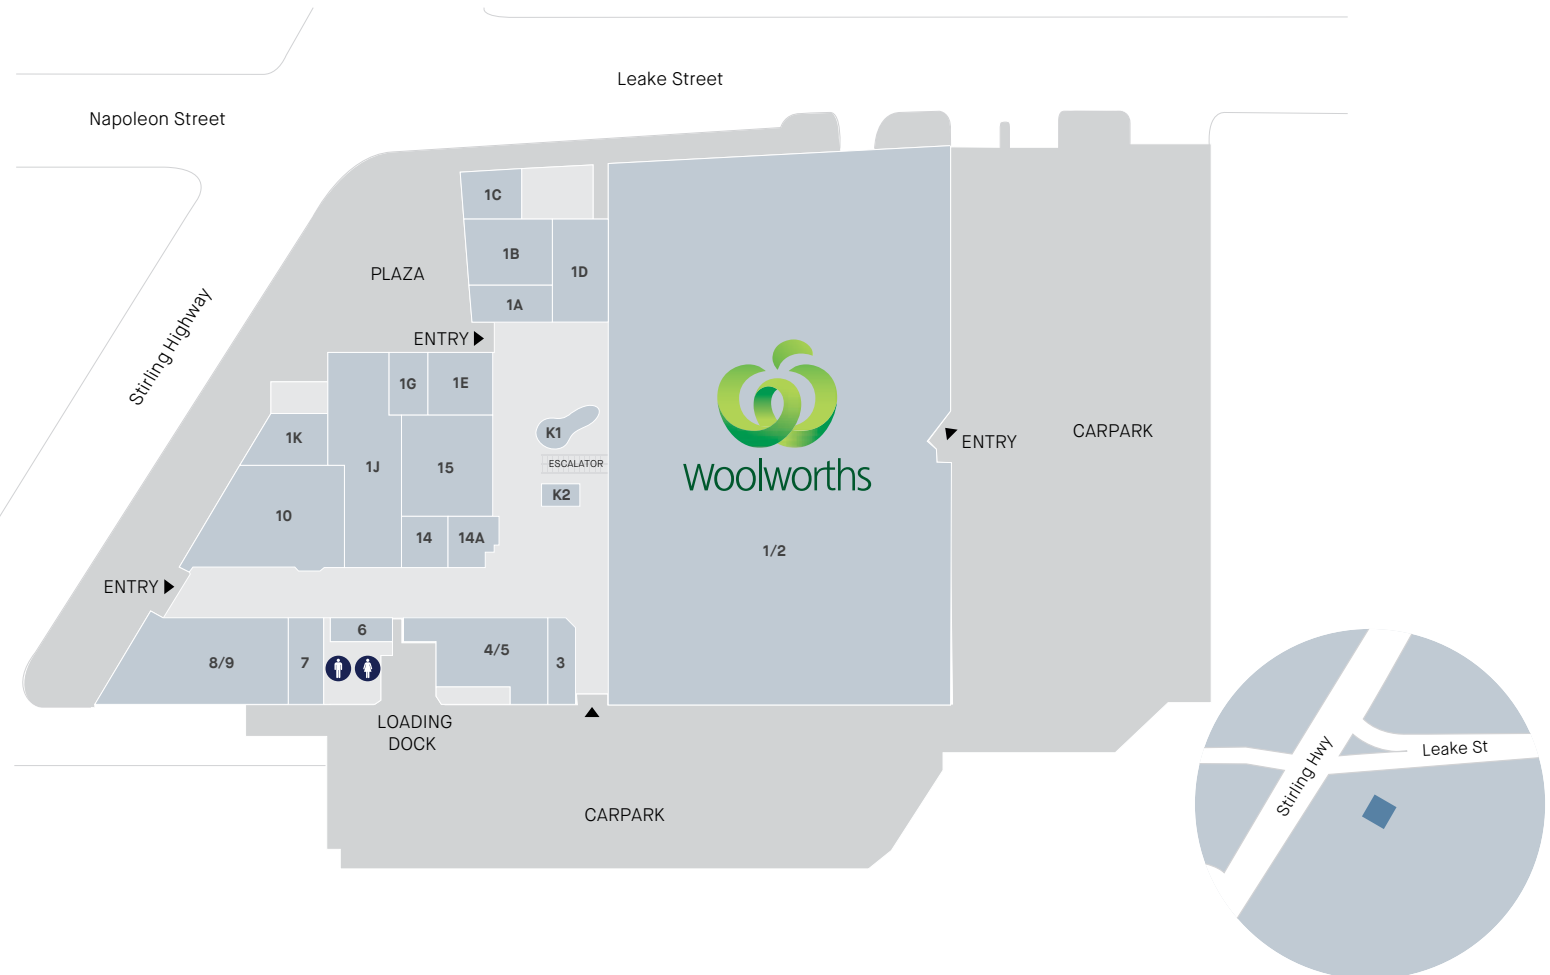 Leake Street
Napoleon Street
1C
1B
1D
PLAZA
1A
Stirling Highway
ENTRY
1G
1E
K1
1K
ENTRY
CARPARK
ESCALATOR
1J
15
Woolworths
K2
10
14
14A
1/2
ENTRY
6
4/5
8/9
7
3
LOADING
DOCK
CARPARK
Leake St
Stirling Hwy